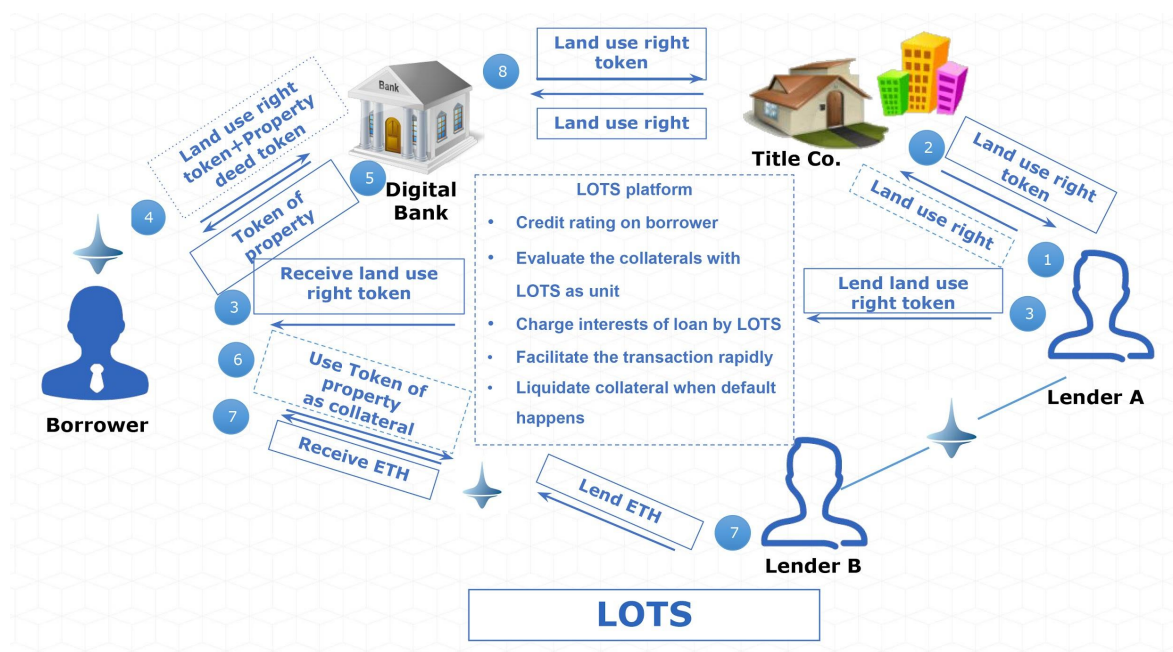 Land use right
token
8
Bank
Land use right
Land use right
token+Property
deed token
Title Co.
2
Land use right
token
5
Digital
Bank
Land use right
4
Token of
property
LOTS platform
• Credit rating on borrower
• Evaluate the collaterals with
LOTS as unit
• Charge interests of loan by LOTS
• Facilitate the transaction rapidly
• Liquidate collateral when default
happens
1
Receive land use
right token
3
Lend land use
right token
3
6
Use Token of
property
as collateral
7
Receive ETH
Borrower
Lender A
Lend ETH
7
Lender B
LOTS